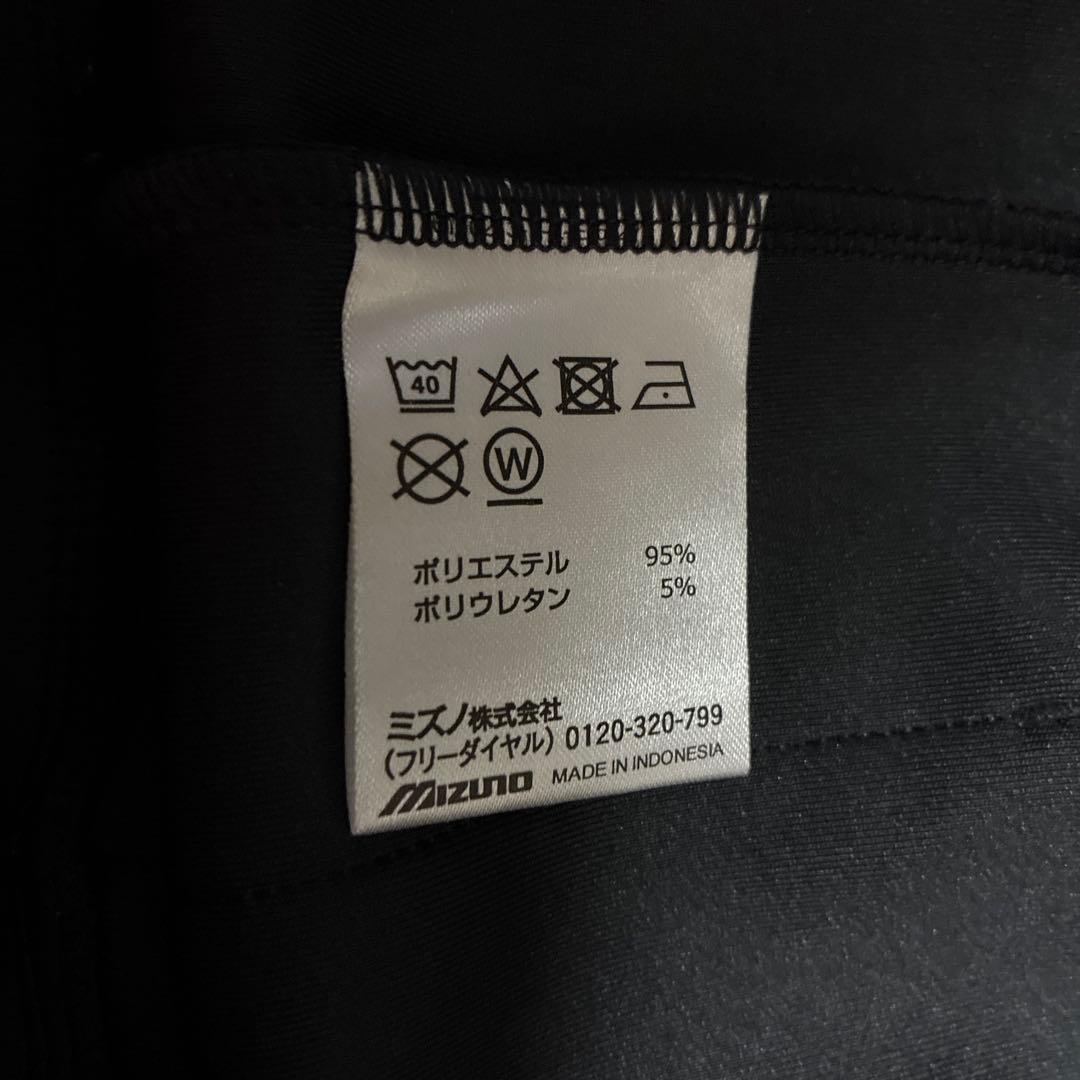 40
W
ポリエステル 95%
ポリウレタン 5%
ミズノ株式会社
(フリーダイヤル) 0120-320-799
MIZUNO MADE IN INDONESIA